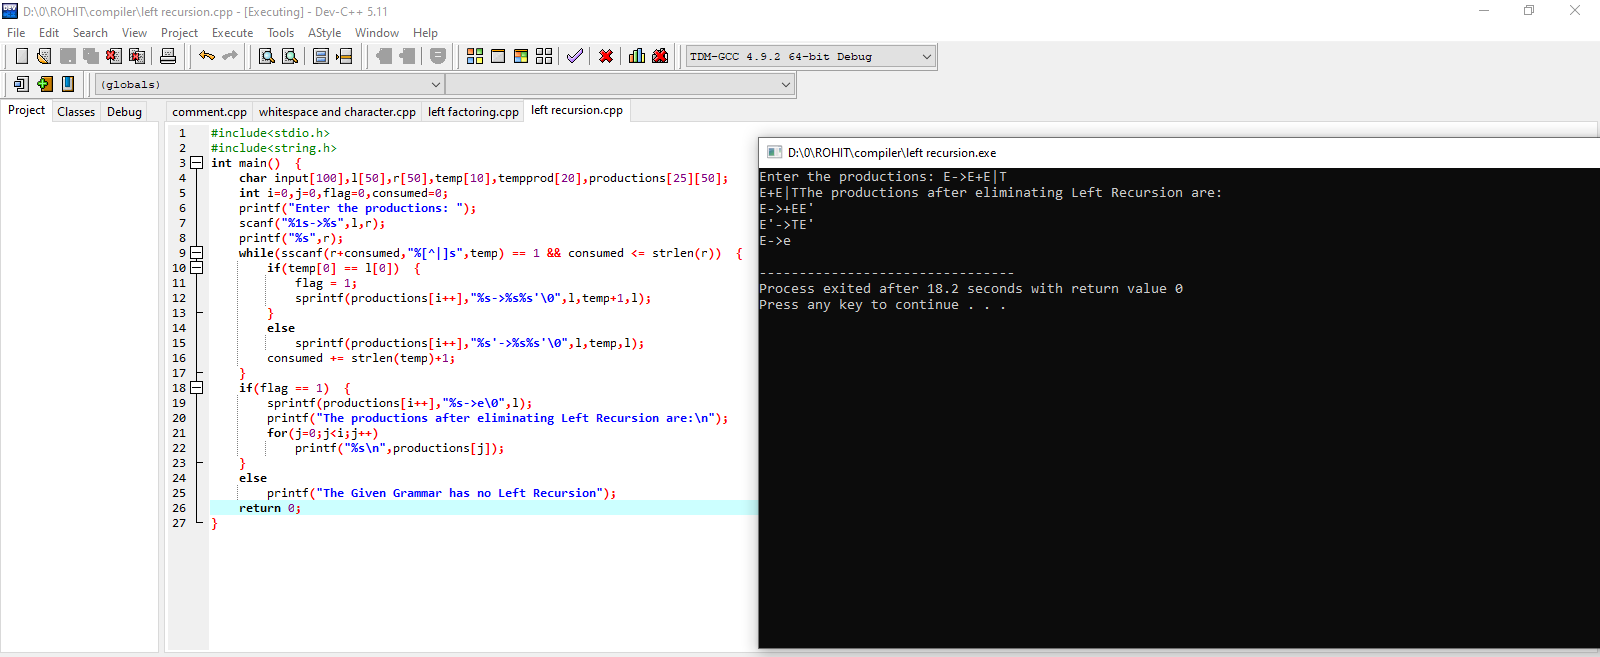 D:\0\ROHIT\compiler\left recursion.cpp - [Executing] - Dev-C++ 5.11
File Edit Search View Project Execute Tools AStyle Window Help
TDM-GCC 4.9.2 64-bit Debug
(globals)
Project Classes Debug comment.cpp whitespace and character.cpp left factoring.cpp left recursion.cpp
1 #include<stdio.h>
2 #include<string.h>
3 int main() {
4 char input[100],l[50],r[50],temp[10],tempprod[20],productions[25][50];
5 int i=0,j=0,flag=0,consumed=0;
6 printf("Enter the productions: ");
7 scanf("%1s->%s",l,r);
8 printf("%s",r);
9 while(sscanf(r+consumed,"%[^|]s",temp) == 1 && consumed <= strlen(r)) {
10 if(temp[0] == l[0]) {
11 flag = 1;
12 sprintf(productions[i++],"%s->%s%s'\0",l,temp+1,l);
13 }
14 else
15 sprintf(productions[i++],"%s'->%s%s'\0",l,temp,l);
16 consumed += strlen(temp)+1;
17 }
18 if(flag == 1) {
19 sprintf(productions[i++],"%s->e\0",l);
20 printf("The productions after eliminating Left Recursion are:\n");
21 for(j=0;j<i;j++)
22 printf("%s\n",productions[j]);
23 }
24 else
25 printf("The Given Grammar has no Left Recursion");
26 return 0;
27 }
D:\0\ROHIT\compiler\left recursion.exe
Enter the productions: E->E+E|T
E+E|TThe productions after eliminating Left Recursion are:
E->+EE'
E'->TE'
E->e
--------------------------------
Process exited after 18.2 seconds with return value 0
Press any key to continue . . .